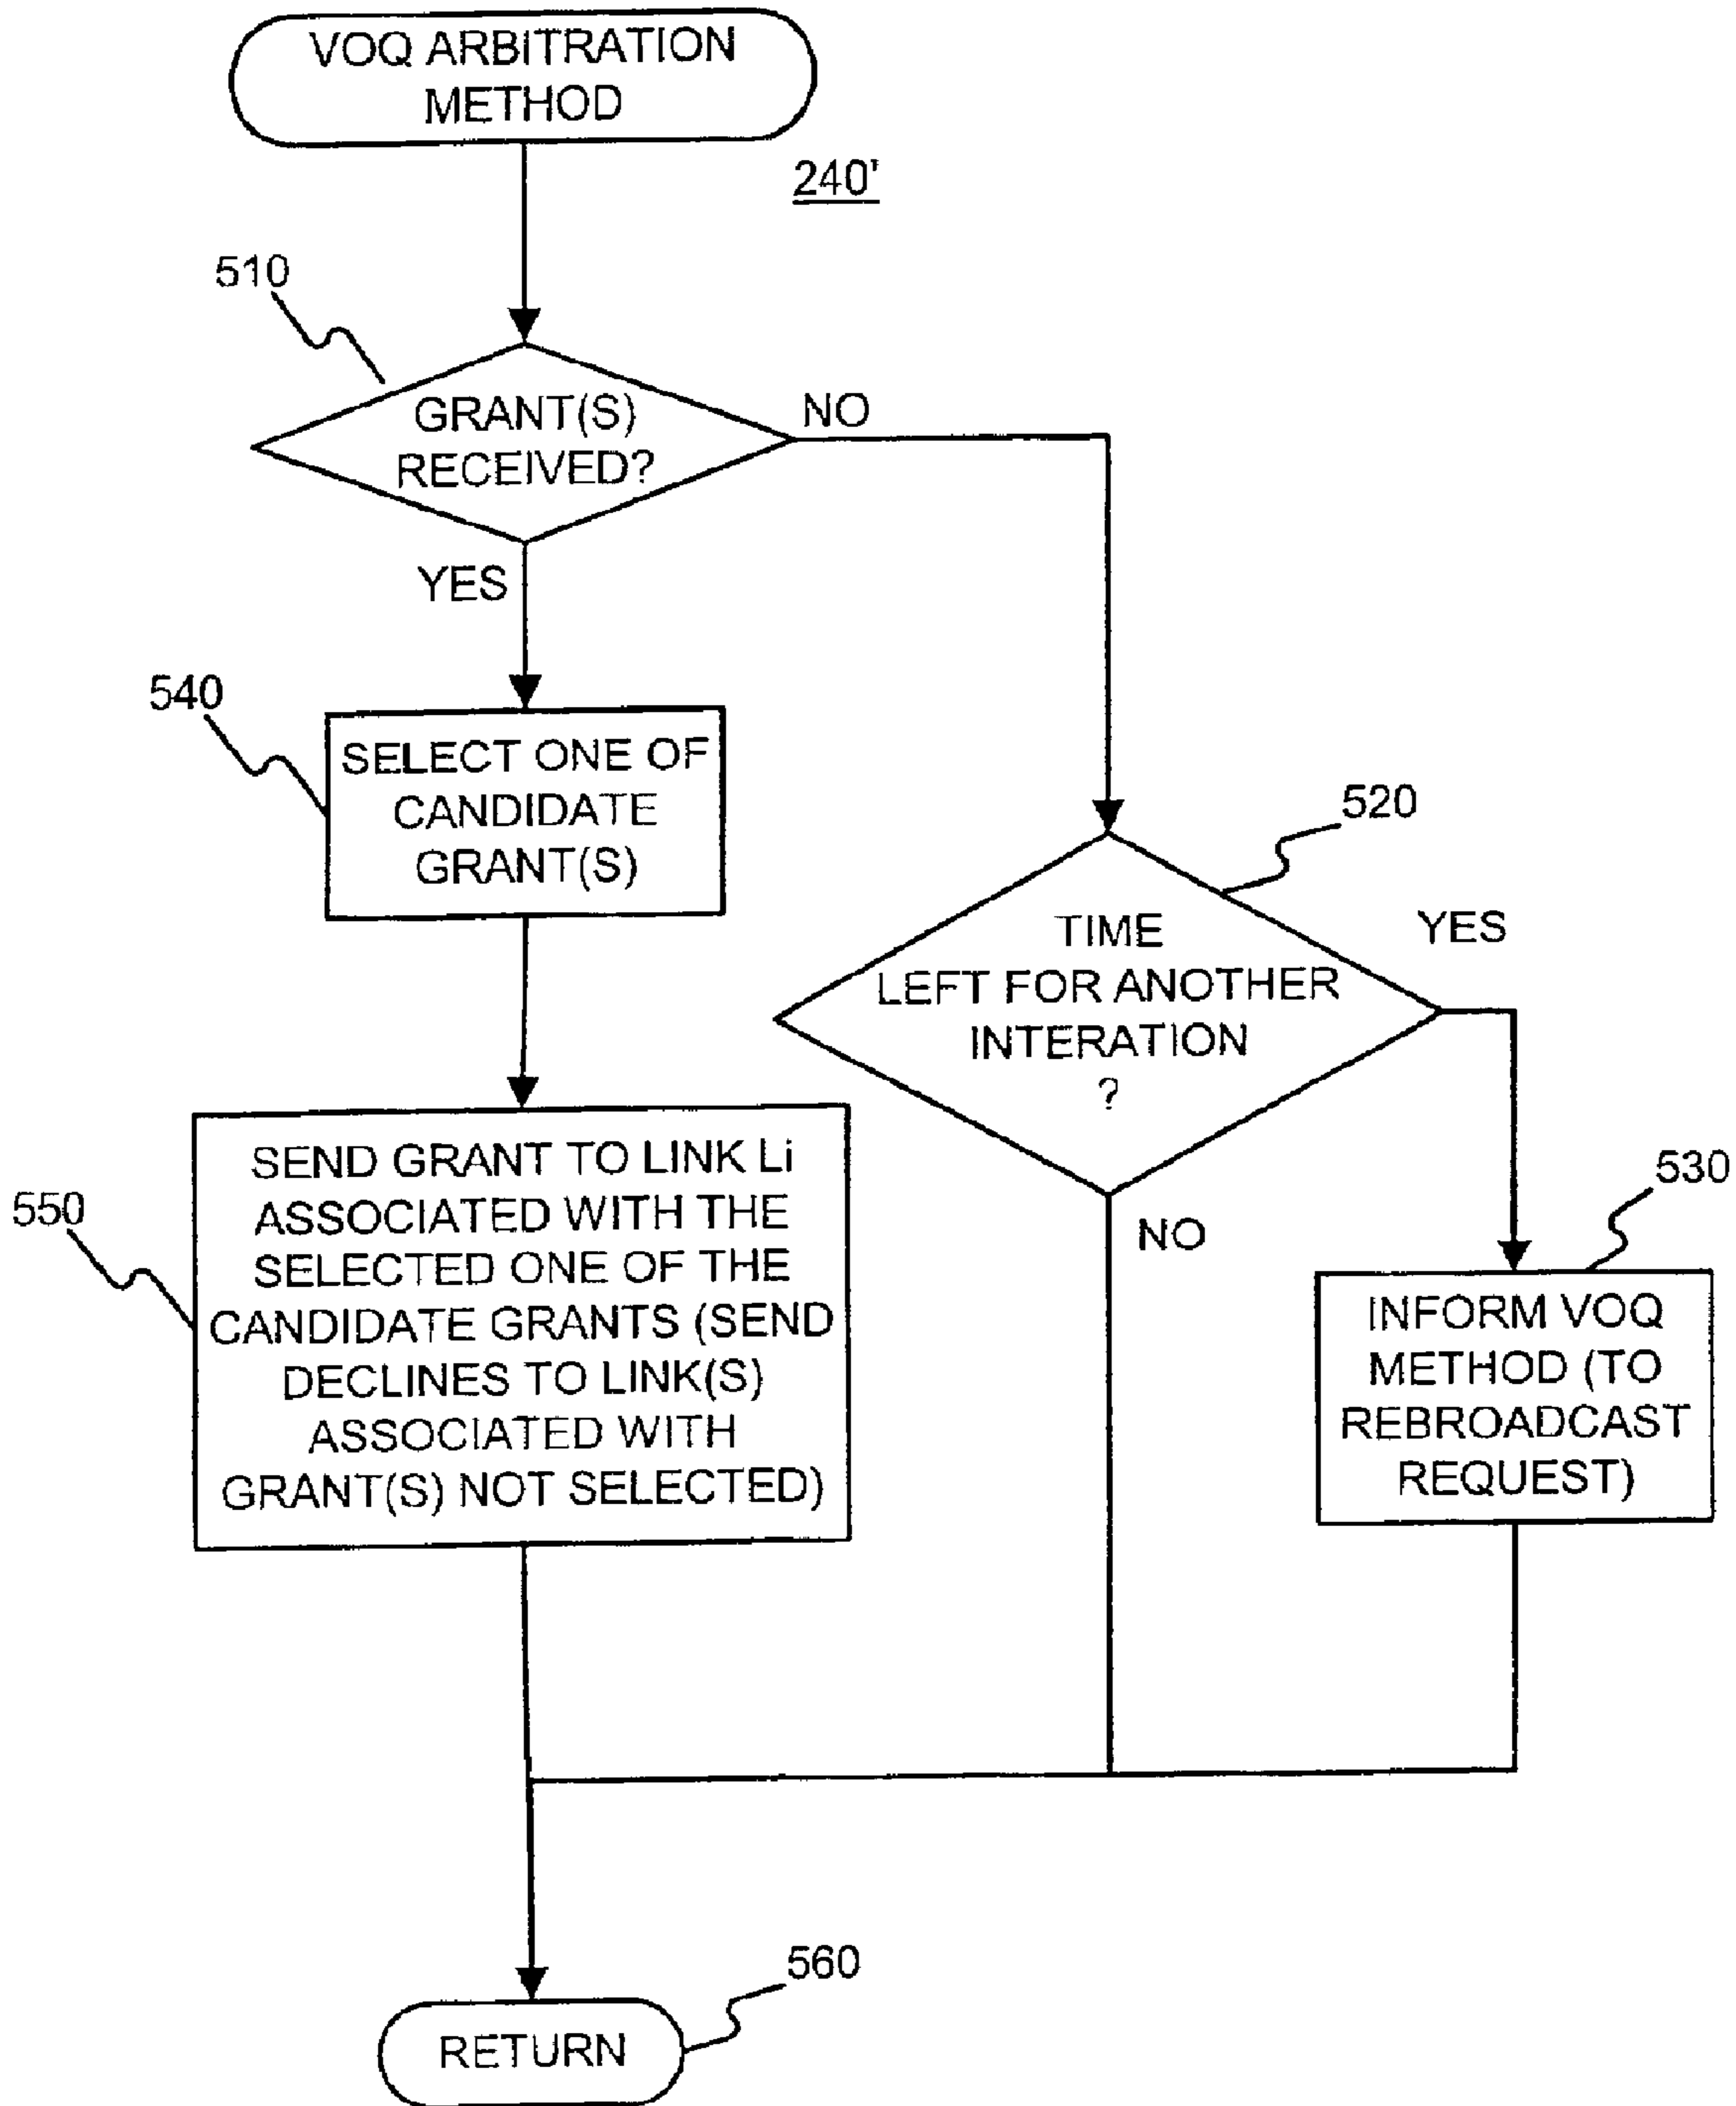 VOQ ARBITRATION
METHOD
240'
510
GRANT(S)
RECEIVED?
NO
YES
540
SELECT ONE OF
CANDIDATE
GRANT(S)
520
TIME
LEFT FOR ANOTHER
INTERATION
?
YES
NO
550
SEND GRANT TO LINK Li
ASSOCIATED WITH THE
SELECTED ONE OF THE
CANDIDATE GRANTS (SEND
DECLINES TO LINK(S)
ASSOCIATED WITH
GRANT(S) NOT SELECTED)
530
INFORM VOQ
METHOD (TO
REBROADCAST
REQUEST)
560
RETURN